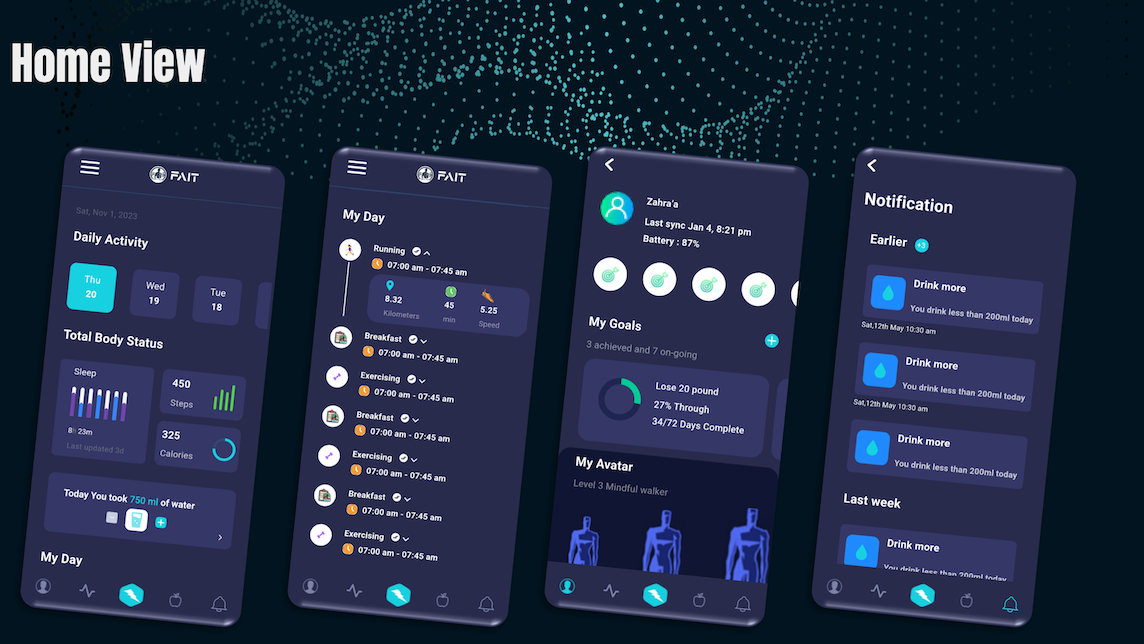 Home View
FAIT
Sat, Nov 1, 2023
Daily Activity
Thu
20
Wed
19
Tue
18
Total Body Status
Sleep
8h 23m
Last updated 3d
450
Steps
325
Calories
Today You took 750 ml of water
My Day
FAIT
My Day
Running
07:00 am - 07:45 am
8.32
Kilometers
45
min
5.25
Speed
Breakfast
07:00 am - 07:45 am
Exercising
07:00 am - 07:45 am
Breakfast
07:00 am - 07:45 am
Exercising
07:00 am - 07:45 am
Breakfast
07:00 am - 07:45 am
Exercising
07:00 am - 07:45 am
Zahra'a
Last sync Jan 4, 8:21 pm
Battery : 87%
My Goals
3 achieved and 7 on-going
Lose 20 pound
27% Through
34/72 Days Complete
My Avatar
Level 3 Mindful walker
Notification
Earlier +3
Drink more
You drink less than 200ml today
Sat,12th May 10:30 am
Drink more
You drink less than 200ml today
Sat,12th May 10:30 am
Drink more
You drink less than 200ml today
Last week
Drink more
You drink less than 200ml today